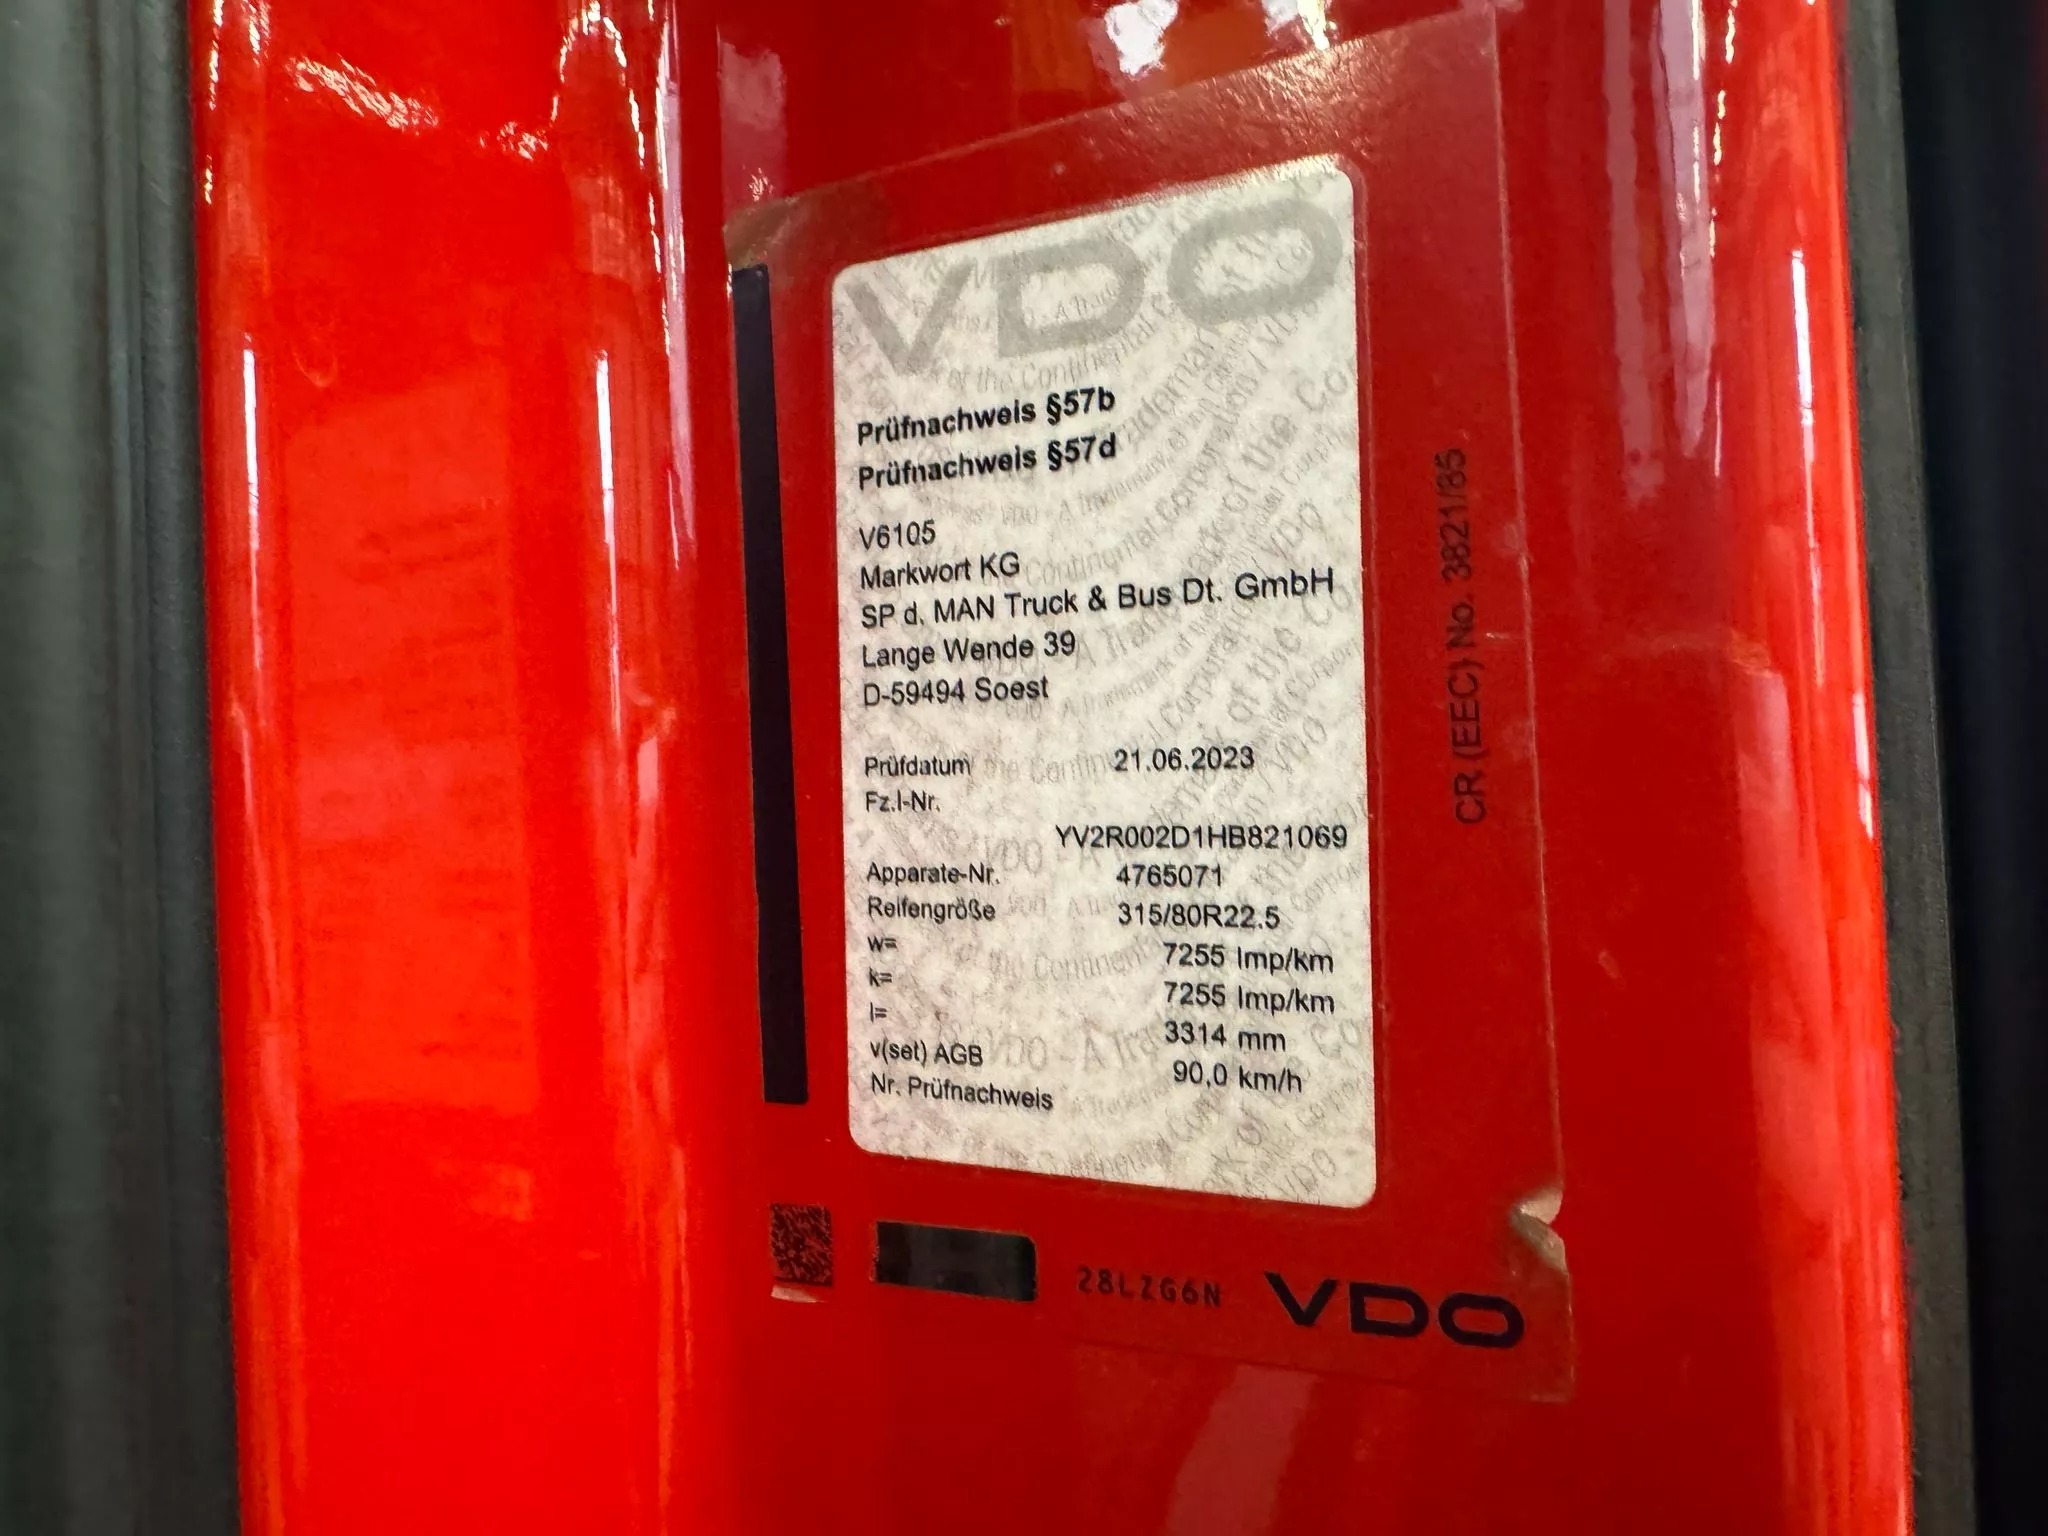 VDO
Prüfnachweis §57b
Prüfnachweis §57d
V6105
Markwort KG
SP d. MAN Truck & Bus Dt. GmbH
Lange Wende 39
D-59494 Soest
Prüfdatum 21.06.2023
Fz.I-Nr.
YV2R002D1HB821069
Apparate-Nr. 4765071
Reifengröße 315/80R22.5
w= 7255 Imp/km
k= 7255 Imp/km
l= 3314 mm
v(set) AGB 90,0 km/h
Nr. Prüfnachweis
CR (EEC) No. 3821/85
28LZG6N VDO